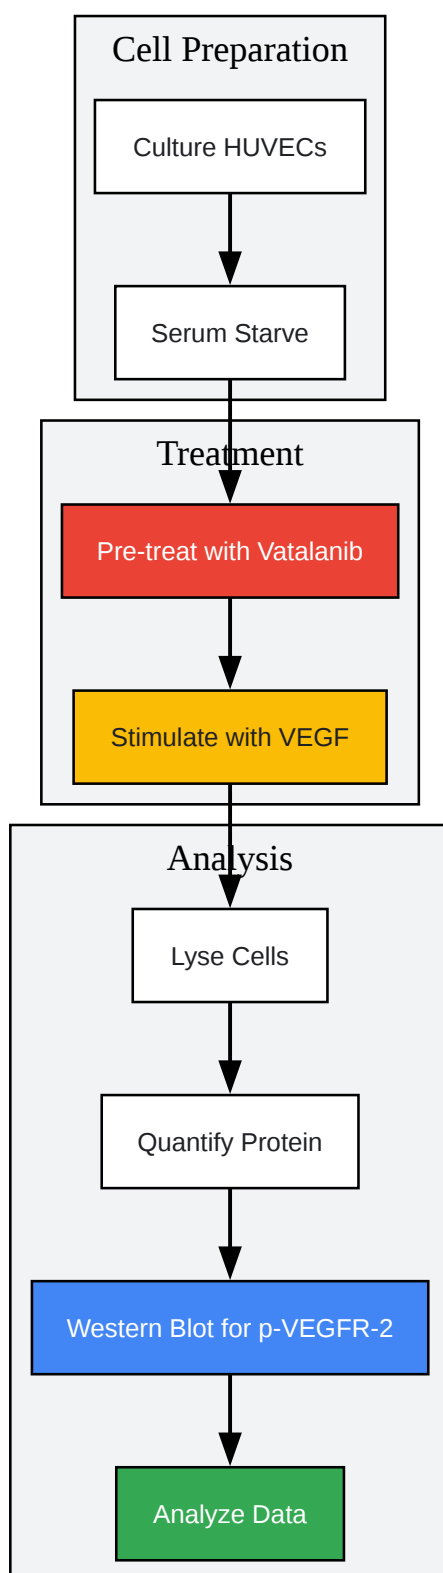 Cell Preparation
Culture HUVECs
Serum Starve
Treatment
Pre-treat with Vatalanib
Stimulate with VEGF
Analysis
Lyse Cells
Quantify Protein
Western Blot for p-VEGFR-2
Analyze Data